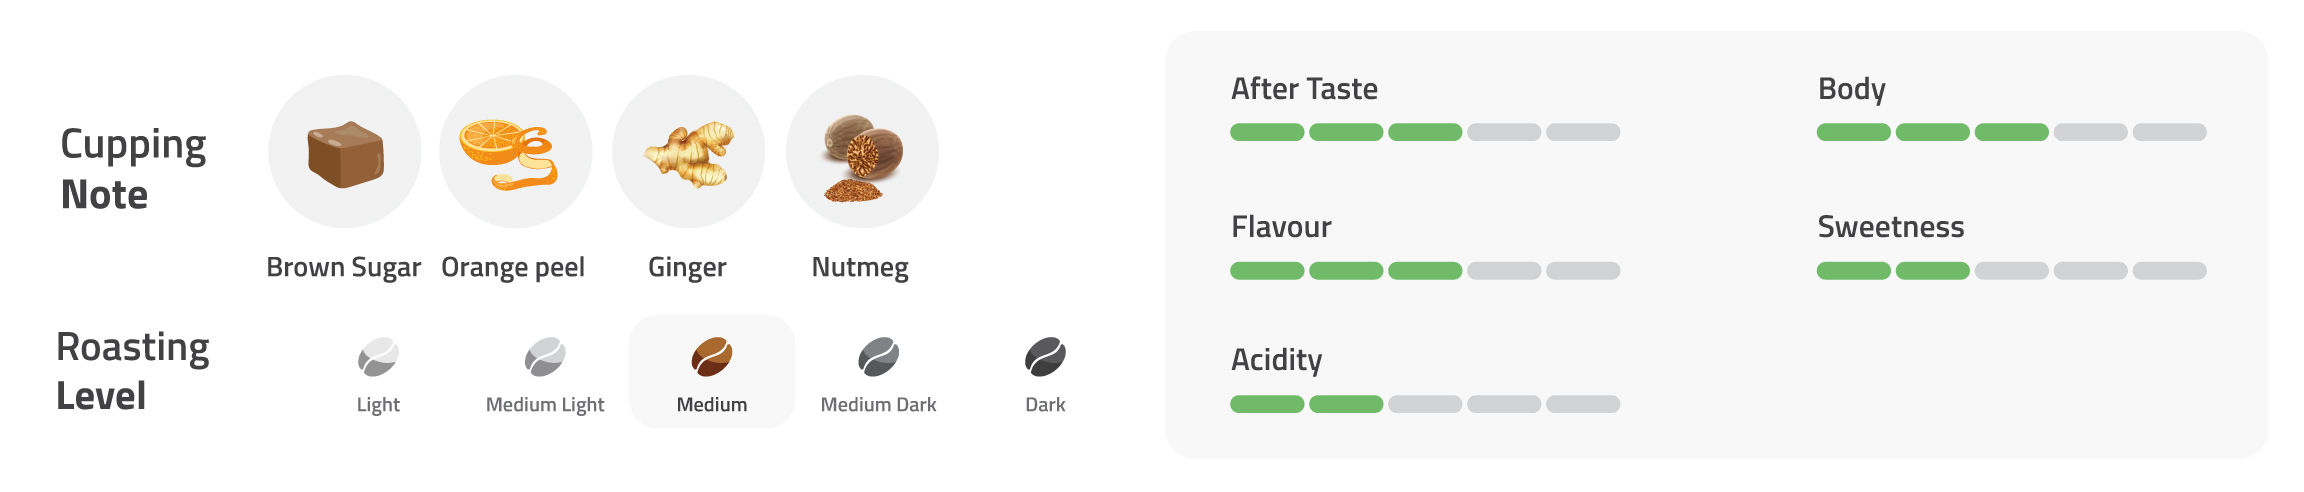 Cupping
Note
Brown Sugar
Orange peel
Ginger
Nutmeg
Roasting
Level
Light
Medium Light
Medium
Medium Dark
Dark
After Taste
Body
Flavour
Sweetness
Acidity